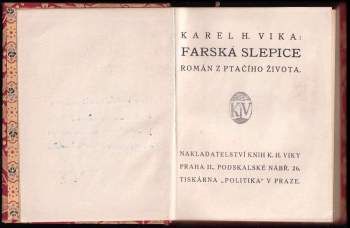 KAREL H. VIKA:
FARSKÁ SLEPICE
ROMÁN Z PTAČÍHO ŽIVOTA.
KV
NAKLADATELSTVÍ KNIH K. H. VIKY
PRAHA II., PODSKALSKÉ NÁBŘ. 26.
TISKÁRNA „POLITIKA“ V PRAZE.